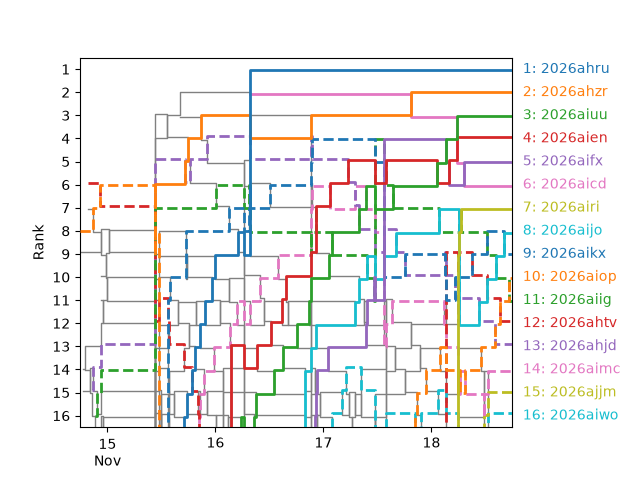 1
2
3
4
5
6
7
8
9
10
11
12
13
14
15
16
Rank
15
16
17
18
Nov
1: 2026ahru
2: 2026ahzr
3: 2026aiuu
4: 2026aien
5: 2026aifx
6: 2026aicd
7: 2026airi
8: 2026aijo
9: 2026aikx
10: 2026aiop
11: 2026aiig
12: 2026ahtv
13: 2026ahjd
14: 2026aimc
15: 2026ajjm
16: 2026aiwo